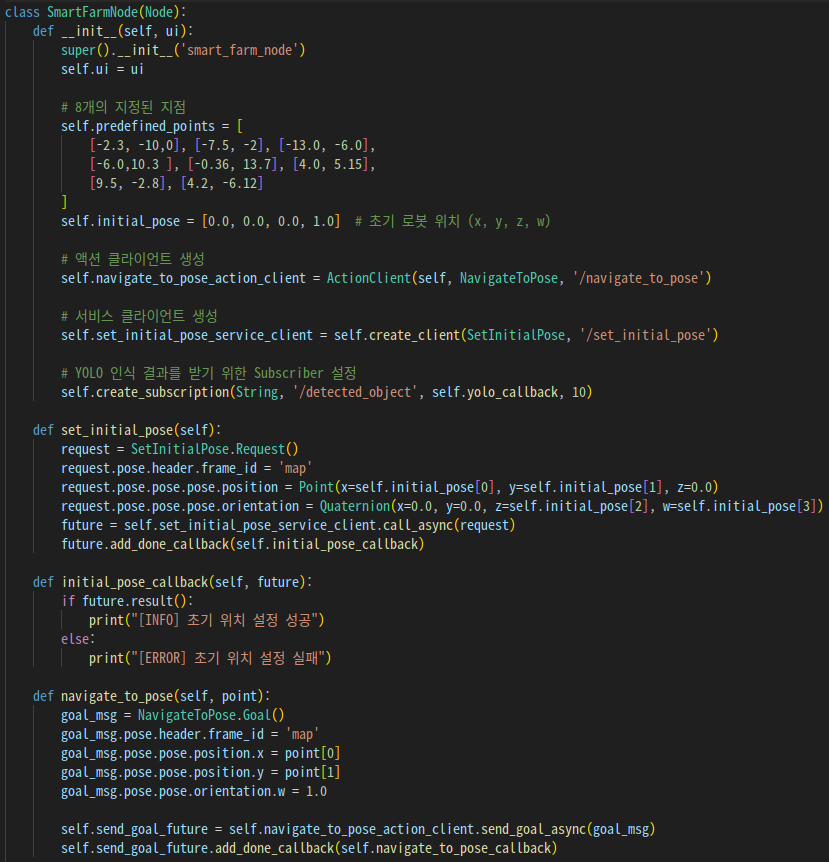 class SmartFarmNode(Node):
    def __init__(self, ui):
        super().__init__('smart_farm_node')
        self.ui = ui

        # 8개의 지정된 지점
        self.predefined_points = [
            [-2.3, -10,0], [-7.5, -2], [-13.0, -6.0],
            [-6.0,10.3 ], [-0.36, 13.7], [4.0, 5.15],
            [9.5, -2.8], [4.2, -6.12]
        ]
        self.initial_pose = [0.0, 0.0, 0.0, 1.0]  # 초기 로봇 위치 (x, y, z, w)

        # 액션 클라이언트 생성
        self.navigate_to_pose_action_client = ActionClient(self, NavigateToPose, '/navigate_to_pose')

        # 서비스 클라이언트 생성
        self.set_initial_pose_service_client = self.create_client(SetInitialPose, '/set_initial_pose')

        # YOLO 인식 결과를 받기 위한 Subscriber 설정
        self.create_subscription(String, '/detected_object', self.yolo_callback, 10)

    def set_initial_pose(self):
        request = SetInitialPose.Request()
        request.pose.header.frame_id = 'map'
        request.pose.pose.pose.position = Point(x=self.initial_pose[0], y=self.initial_pose[1], z=0.0)
        request.pose.pose.pose.orientation = Quaternion(x=0.0, y=0.0, z=self.initial_pose[2], w=self.initial_pose[3])
        future = self.set_initial_pose_service_client.call_async(request)
        future.add_done_callback(self.initial_pose_callback)

    def initial_pose_callback(self, future):
        if future.result():
            print("[INFO] 초기 위치 설정 성공")
        else:
            print("[ERROR] 초기 위치 설정 실패")

    def navigate_to_pose(self, point):
        goal_msg = NavigateToPose.Goal()
        goal_msg.pose.header.frame_id = 'map'
        goal_msg.pose.pose.position.x = point[0]
        goal_msg.pose.pose.position.y = point[1]
        goal_msg.pose.pose.orientation.w = 1.0

        self.send_goal_future = self.navigate_to_pose_action_client.send_goal_async(goal_msg)
        self.send_goal_future.add_done_callback(self.navigate_to_pose_callback)